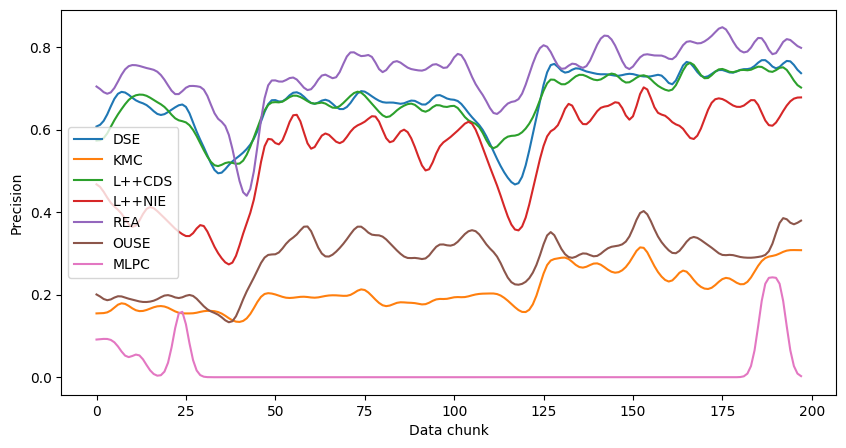 0.8
0.6
0.4
0.2
0.0
Precision
DSE
KMC
L++CDS
L++NIE
REA
OUSE
MLPC
0 25 50 75 100 125 150 175 200
Data chunk